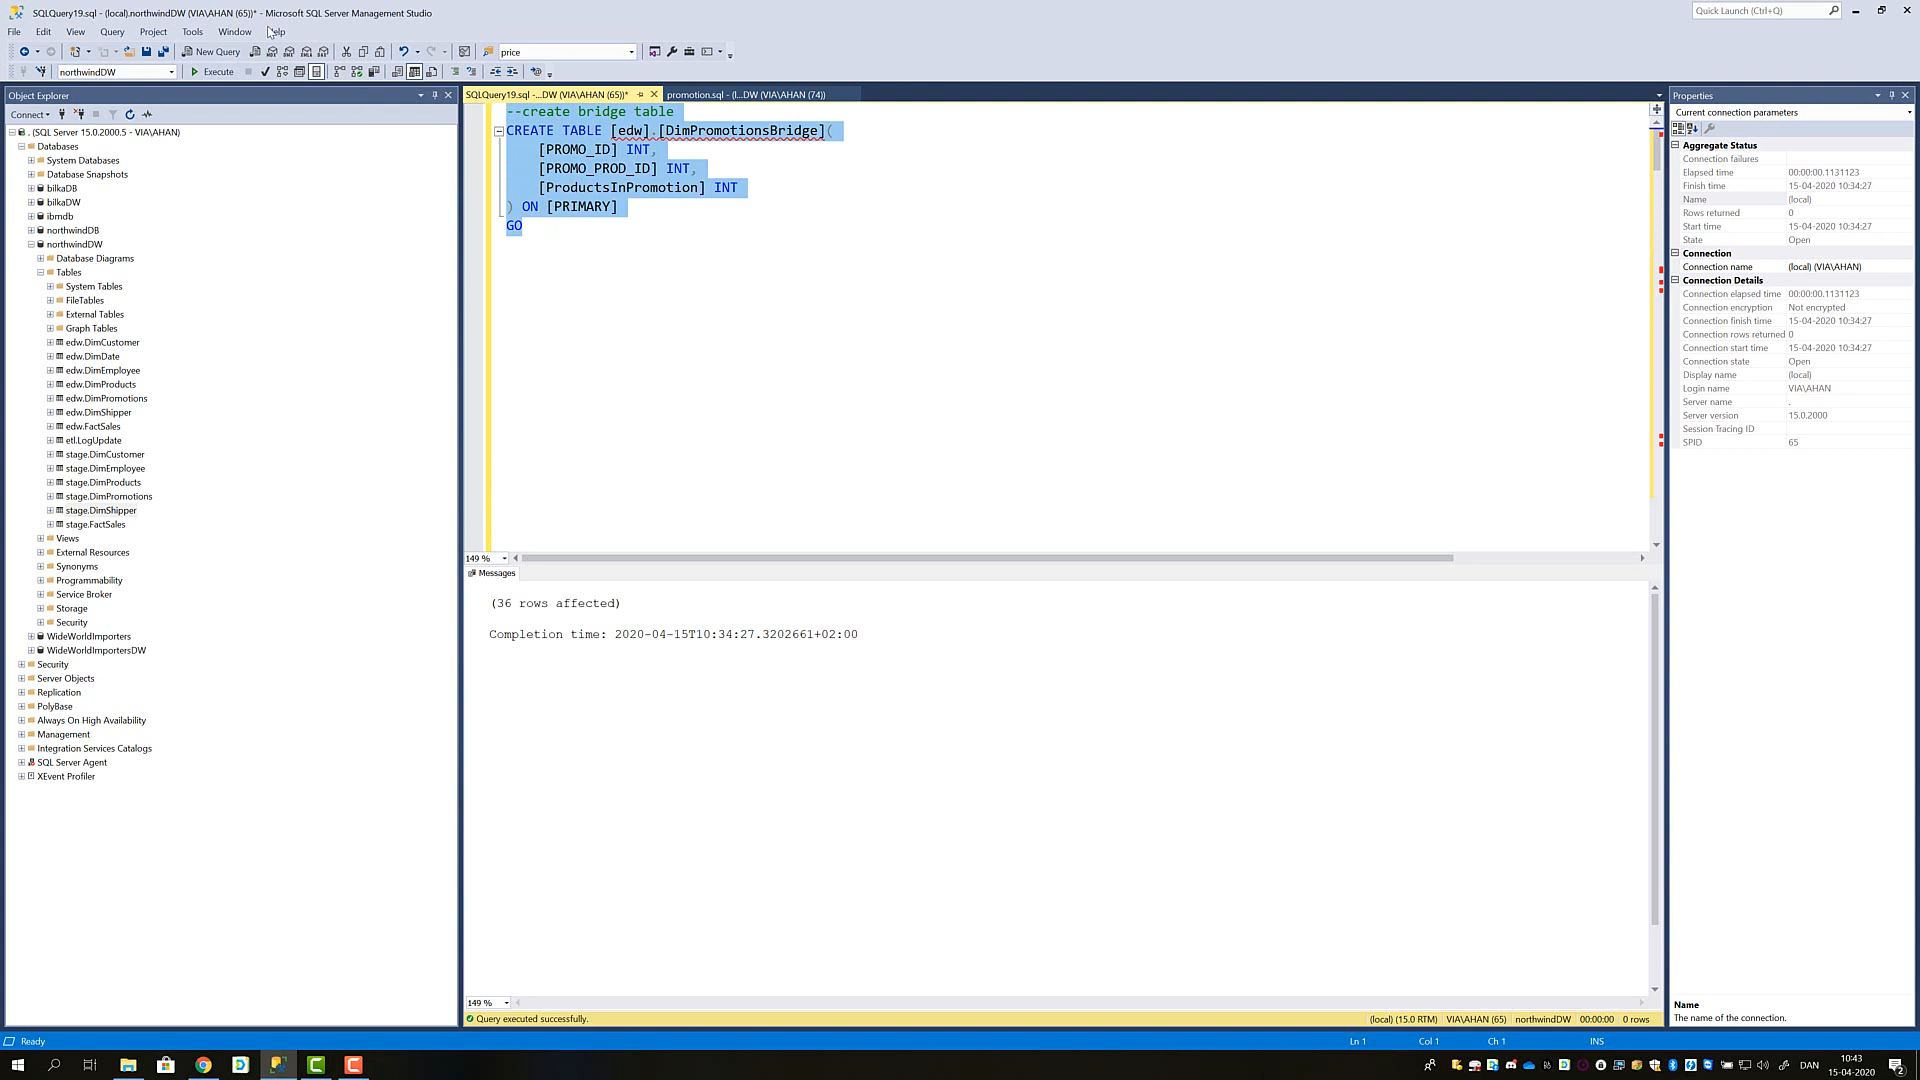 SQLQuery19.sql - (local).northwindDW (VIA\AHAN (65))* - Microsoft SQL Server Management Studio
Quick Launch (Ctrl+Q)
File Edit View Query Project Tools Window Help
New Query
price
northwindDW
Execute
Object Explorer
Connect
. (SQL Server 15.0.2000.5 - VIA\AHAN)
Databases
System Databases
Database Snapshots
bilkaDB
bilkaDW
ibmdb
northwindDB
northwindDW
Database Diagrams
Tables
System Tables
FileTables
External Tables
Graph Tables
edw.DimCustomer
edw.DimDate
edw.DimEmployee
edw.DimProducts
edw.DimPromotions
edw.DimShipper
edw.FactSales
etl.LogUpdate
stage.DimCustomer
stage.DimEmployee
stage.DimProducts
stage.DimPromotions
stage.DimShipper
stage.FactSales
Views
External Resources
Synonyms
Programmability
Service Broker
Storage
Security
WideWorldImporters
WideWorldImportersDW
Security
Server Objects
Replication
PolyBase
Always On High Availability
Management
Integration Services Catalogs
SQL Server Agent
XEvent Profiler
SQLQuery19.sql -...DW (VIA\AHAN (65))* promotion.sql - (l...DW (VIA\AHAN (74))
--create bridge table
CREATE TABLE [edw].[DimPromotionsBridge](
[PROMO_ID] INT,
[PROMO_PROD_ID] INT,
[ProductsInPromotion] INT
) ON [PRIMARY]
GO
149 %
Messages
(36 rows affected)
Completion time: 2020-04-15T10:34:27.3202661+02:00
149 %
Query executed successfully. (local) (15.0 RTM) VIA\AHAN (65) northwindDW 00:00:00 0 rows
Properties
Current connection parameters
Aggregate Status
Connection failures
Elapsed time 00:00:00.1131123
Finish time 15-04-2020 10:34:27
Name (local)
Rows returned 0
Start time 15-04-2020 10:34:27
State Open
Connection
Connection name (local) (VIA\AHAN)
Connection Details
Connection elapsed time 00:00:00.1131123
Connection encryption Not encrypted
Connection finish time 15-04-2020 10:34:27
Connection rows returned 0
Connection start time 15-04-2020 10:34:27
Connection state Open
Display name (local)
Login name VIA\AHAN
Server name .
Server version 15.0.2000
Session Tracing ID
SPID 65
Name
The name of the connection.
Ready Ln 1 Col 1 Ch 1 INS
DAN 10:43
15-04-2020
2